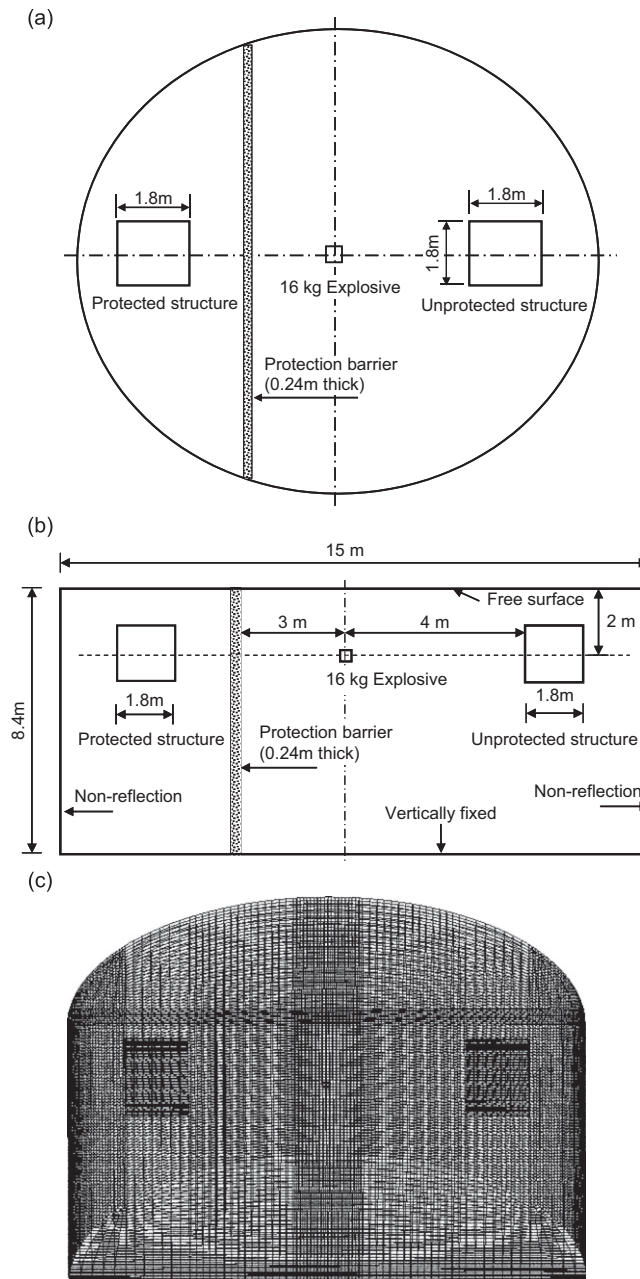 (a)
1.8m
1.8m
1.8m
16 kg Explosive
Protected structure
Unprotected structure
Protection barrier
(0.24m thick)
(b)
15 m
Free surface
3 m
4 m
2 m
16 kg Explosive
8.4m
1.8m
1.8m
Protected structure
Protection barrier
(0.24m thick)
Unprotected structure
Non-reflection
Non-reflection
Vertically fixed
(c)